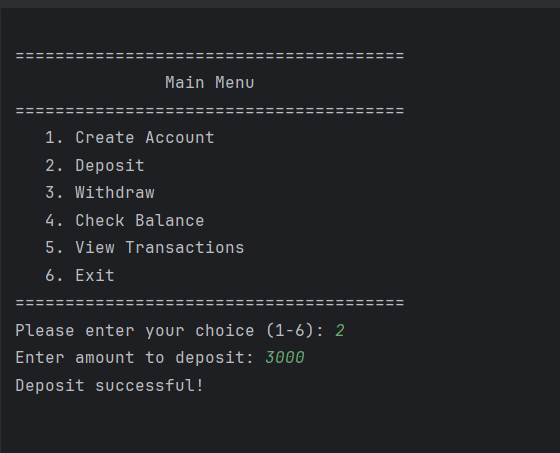 =======================================
Main Menu
=======================================
1. Create Account
2. Deposit
3. Withdraw
4. Check Balance
5. View Transactions
6. Exit
=======================================
Please enter your choice (1-6): 2
Enter amount to deposit: 3000
Deposit successful!